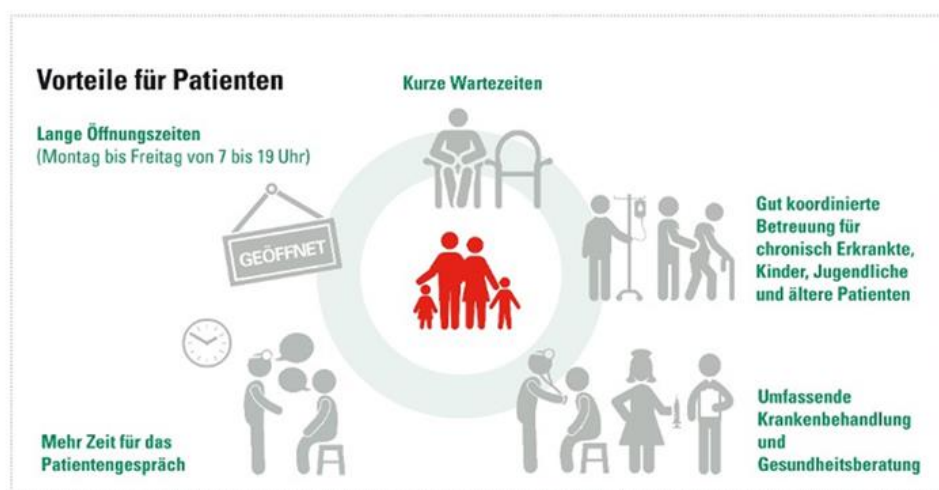 Vorteile für Patienten
Kurze Wartezeiten
Lange Öffnungszeiten
(Montag bis Freitag von 7 bis 19 Uhr)
GEÖFFNET
Gut koordinierte
Betreuung für
chronisch Erkrankte,
Kinder, Jugendliche
und ältere Patienten
Mehr Zeit für das
Patientengespräch
Umfassende
Krankenbehandlung
und
Gesundheitsberatung